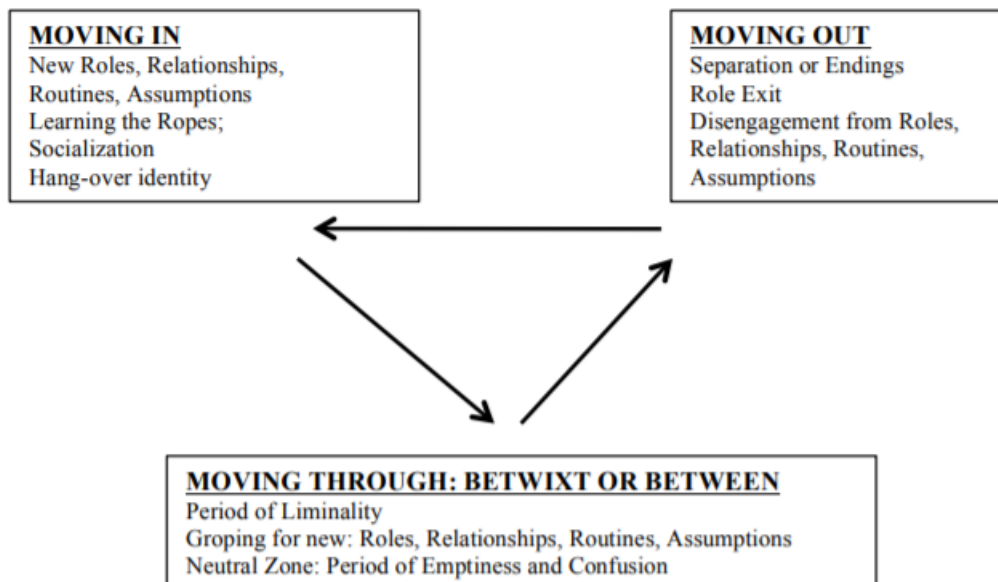 MOVING IN
New Roles, Relationships,
Routines, Assumptions
Learning the Ropes;
Socialization
Hang-over identity
MOVING OUT
Separation or Endings
Role Exit
Disengagement from Roles,
Relationships, Routines,
Assumptions
MOVING THROUGH: BETWIXT OR BETWEEN
Period of Liminality
Groping for new: Roles, Relationships, Routines, Assumptions
Neutral Zone: Period of Emptiness and Confusion